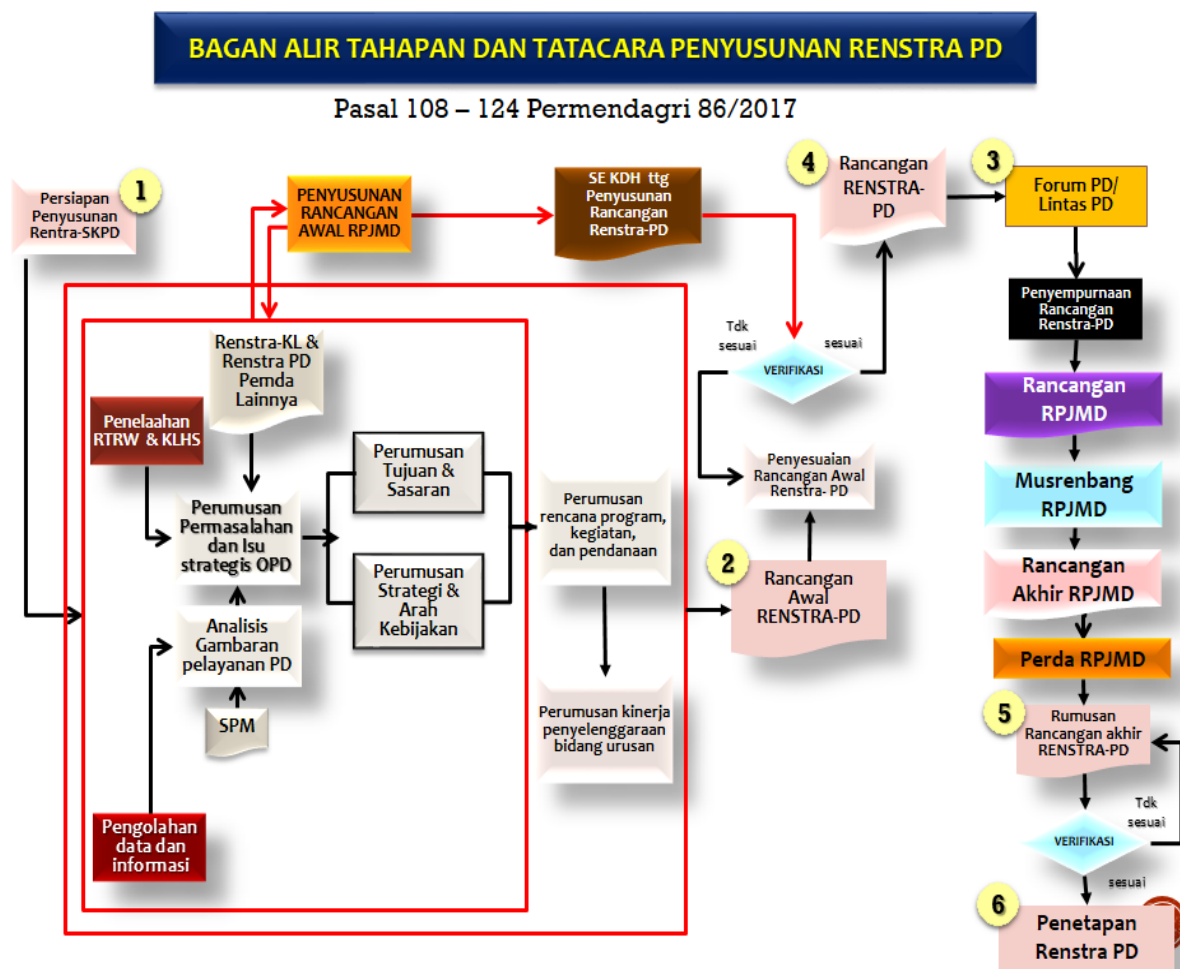 BAGAN ALIR TAHAPAN DAN TATACARA PENYUSUNAN RENSTRA PD
Pasal 108 – 124 Permendagri 86/2017
1
Persiapan
Penyusunan
Rentra-SKPD
PENYUSUNAN
RANCANGAN
AWAL RPJMD
SE KDH ttg
Penyusunan
Rancangan
Renstra-PD
4
Rancangan
RENSTRA-
PD
3
Forum PD/
Lintas PD
Penyempurnaan
Rancangan
Renstra-PD
Rancangan
RPJMD
Musrenbang
RPJMD
Rancangan
Akhir RPJMD
Perda RPJMD
5
Rumusan
Rancangan akhir
RENSTRA-PD
Tdk
sesuai
VERIFIKASI
sesuai
6
Penetapan
Renstra PD
Renstra-KL &
Renstra PD
Pemda
Lainnya
Penelaahan
RTRW & KLHS
Perumusan
Permasalahan
dan Isu
strategis OPD
Analisis
Gambaran
pelayanan PD
SPM
Pengolahan
data dan
informasi
Perumusan
Tujuan &
Sasaran
Perumusan
Strategi &
Arah
Kebijakan
Perumusan
rencana program,
kegiatan,
dan pendanaan
Perumusan kinerja
penyelenggaraan
bidang urusan
Tdk
sesuai
sesuai
VERIFIKASI
Penyesuaian
Rancangan Awal
Renstra- PD
2
Rancangan
Awal
RENSTRA-PD